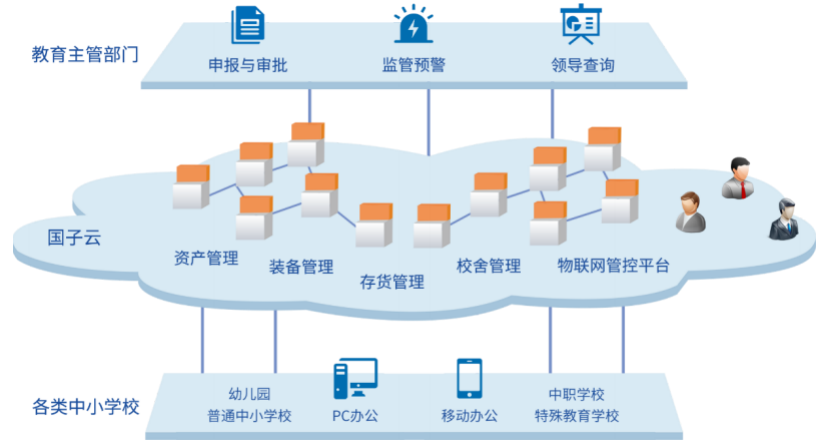 教育主管部门
申报与审批
监管预警
领导查询
国子云
资产管理
装备管理
存货管理
校舍管理
物联网管控平台
各类中小学校
幼儿园
普通中小学校
PC办公
移动办公
中职学校
特殊教育学校